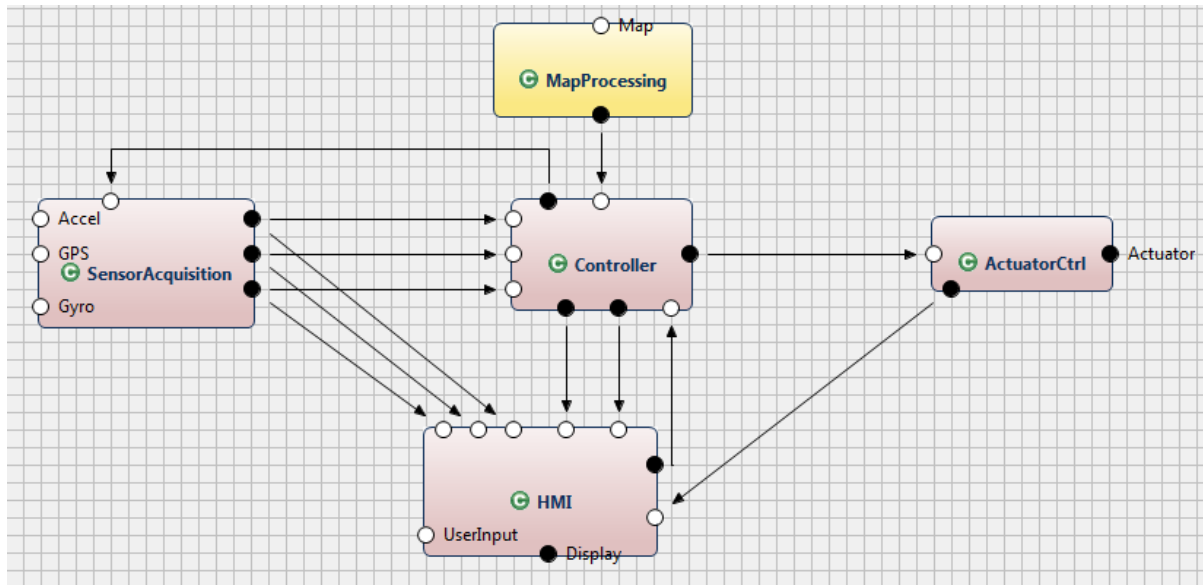 Map
MapProcessing
Accel
GPS
SensorAcquisition
Gyro
Controller
ActuatorCtrl
Actuator
HMI
UserInput
Display